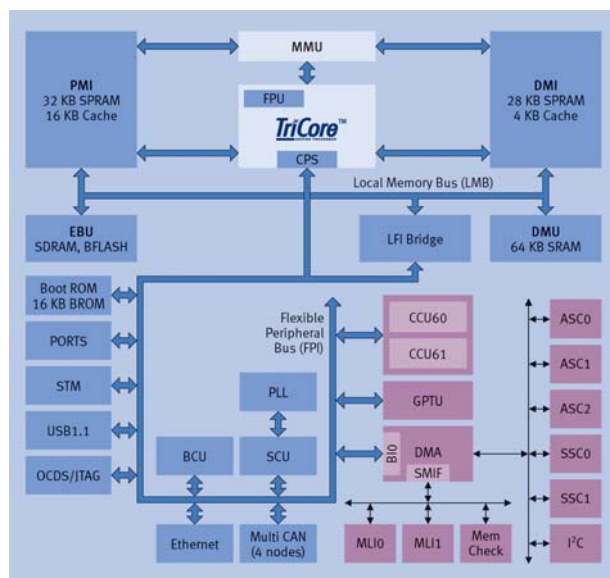 PMI
32 KB SPRAM
16 KB Cache
MMU
FPU
TriCore™
CPS
DMI
28 KB SPRAM
4 KB Cache
Local Memory Bus (LMB)
EBU
SDRAM, BFLASH
LFI Bridge
DMU
64 KB SRAM
Boot ROM
16 KB BROM
PORTS
STM
USB1.1
OCDS/JTAG
Flexible
Peripheral
Bus (FPI)
PLL
BCU
SCU
Ethernet
Multi CAN
(4 nodes)
CCU60
CCU61
GPTU
BI0
DMA
SMIF
MLI0
MLI1
Mem
Check
ASC0
ASC1
ASC2
SSC0
SSC1
I²C